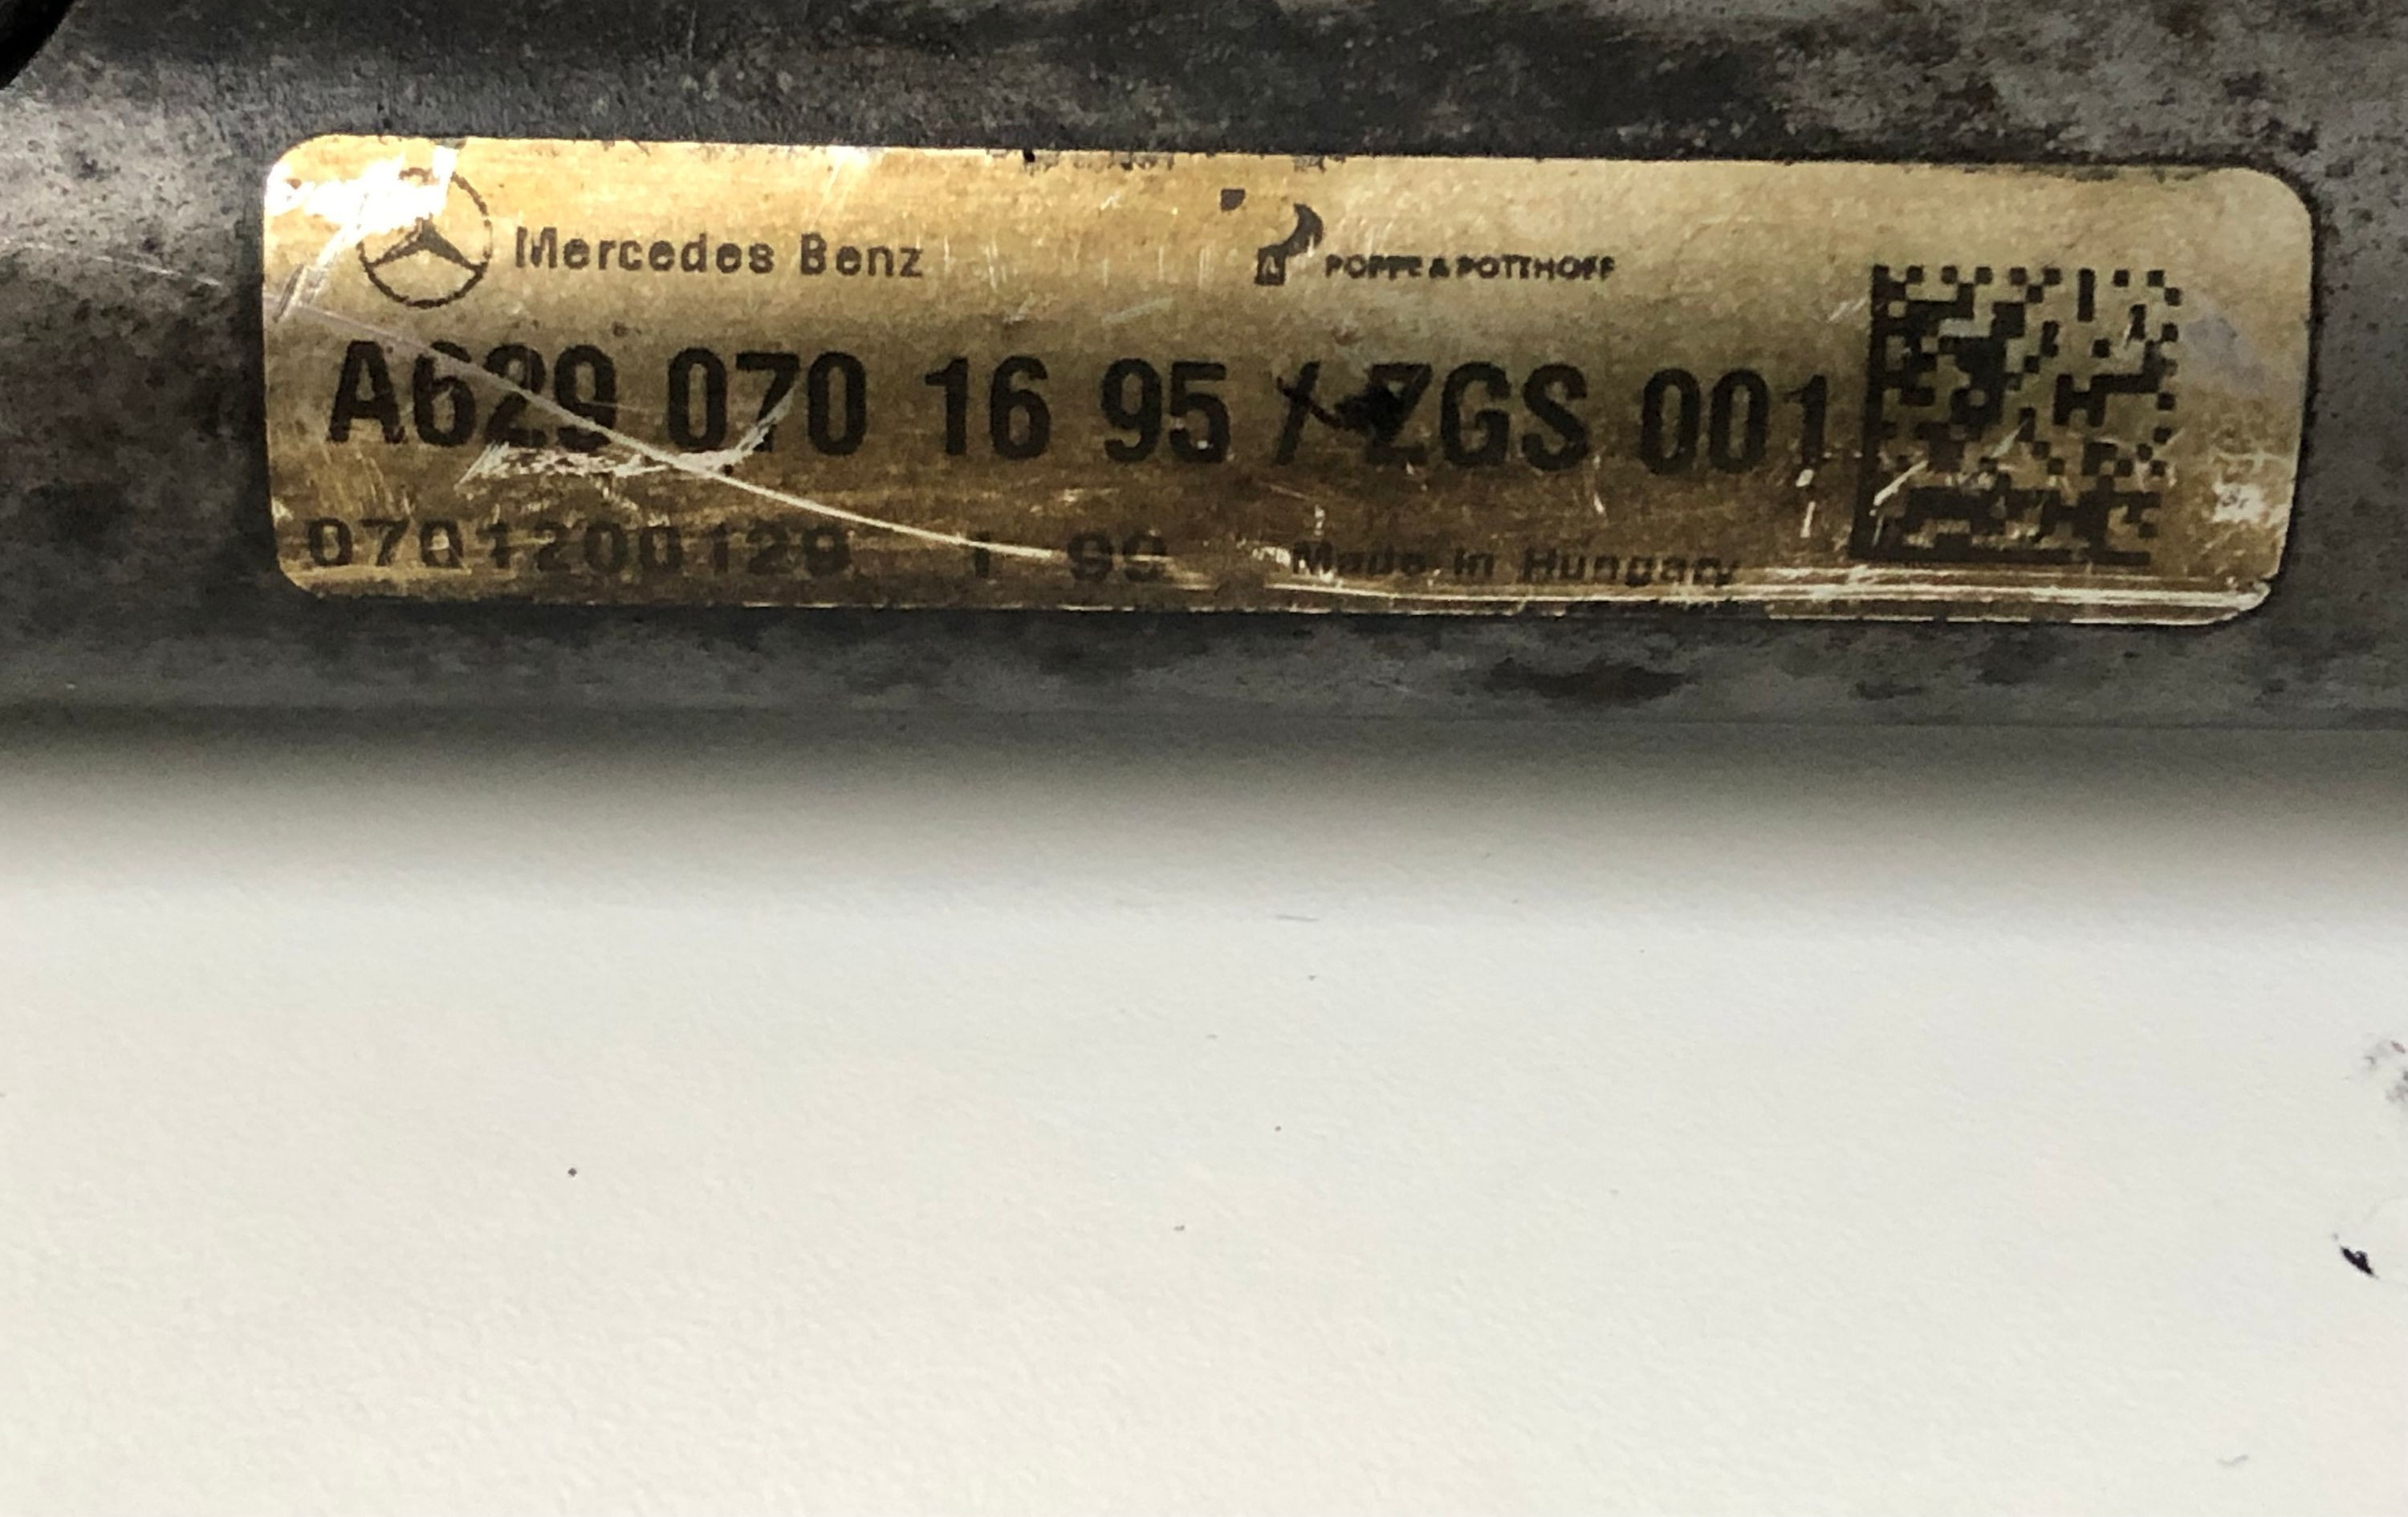 Mercedes Benz
POPPE & POTTHOFF
A629 070 16 95 / ZGS 001
0701200129 1 99 Made in Hungary